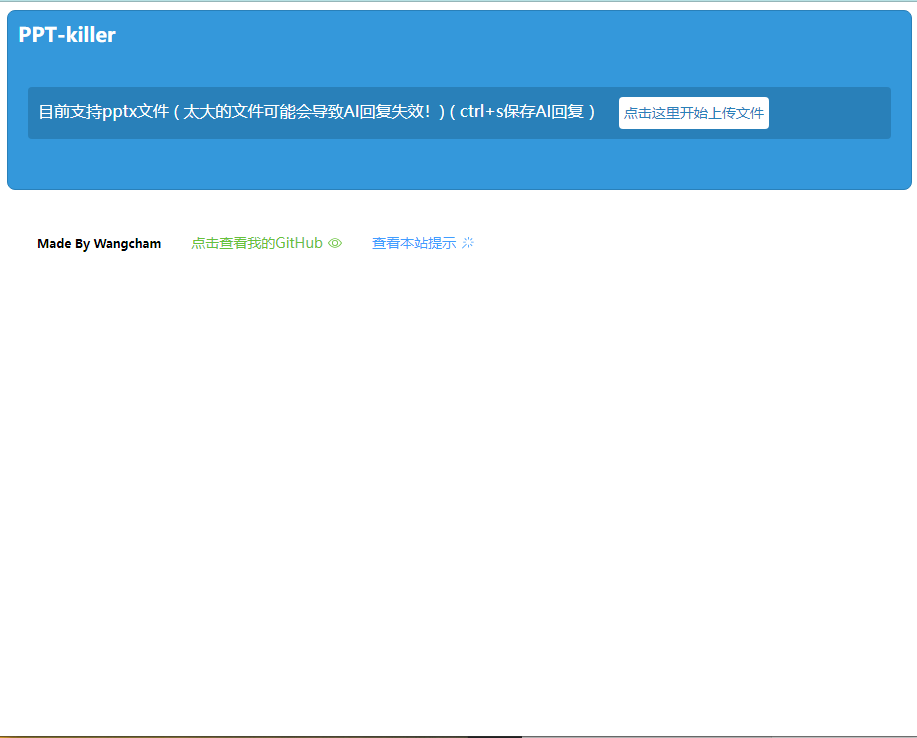 PPT-killer
目前支持pptx文件（太大的文件可能会导致AI回复失效！)（ctrl+s保存AI回复）
点击这里开始上传文件
Made By Wangcham 点击查看我的GitHub 查看本站提示